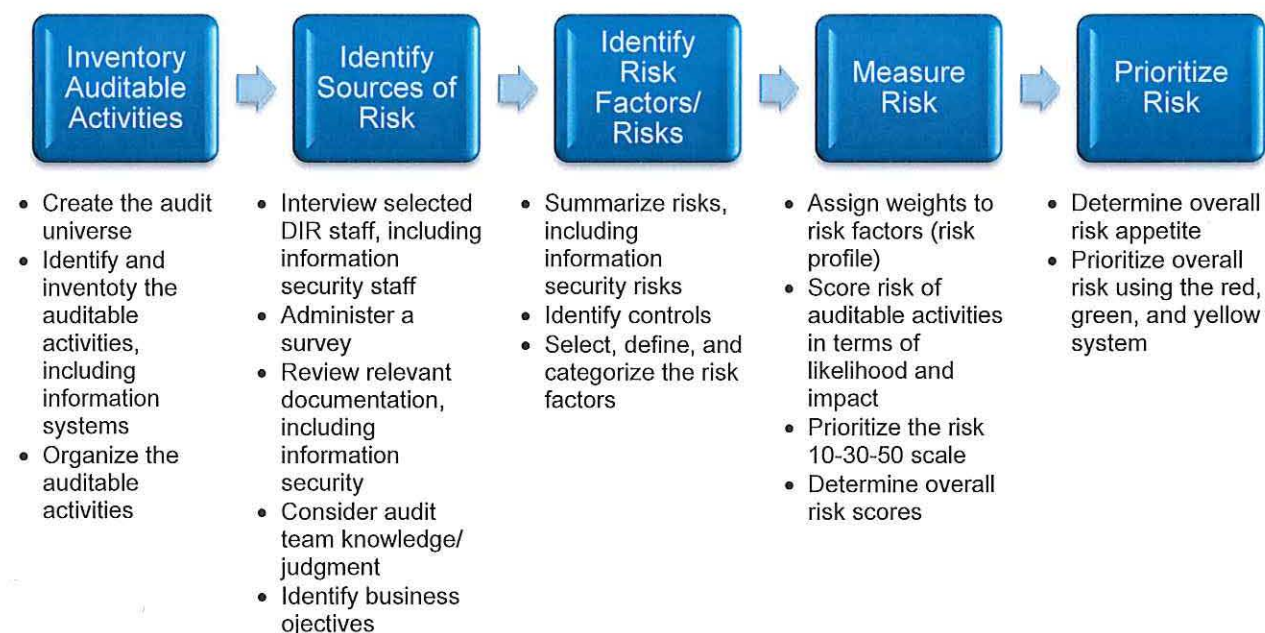 Inventory
Auditable
Activities
Identify
Sources of
Risk
Identify
Risk
Factors/
Risks
Measure
Risk
Prioritize
Risk
• Create the audit
universe
• Identify and
inventoty the
auditable
activities,
including
information
systems
• Organize the
auditable
activities
• Interview selected
DIR staff, including
information
security staff
• Administer a
survey
• Review relevant
documentation,
including
information
security
• Consider audit
team knowledge/
judgment
• Identify business
ojectives
• Summarize risks,
including
information
security risks
• Identify controls
• Select, define, and
categorize the risk
factors
• Assign weights to
risk factors (risk
profile)
• Score risk of
auditable activities
in terms of
likelihood and
impact
• Prioritize the risk
10-30-50 scale
• Determine overall
risk scores
• Determine overall
risk appetite
• Prioritize overall
risk using the red,
green, and yellow
system